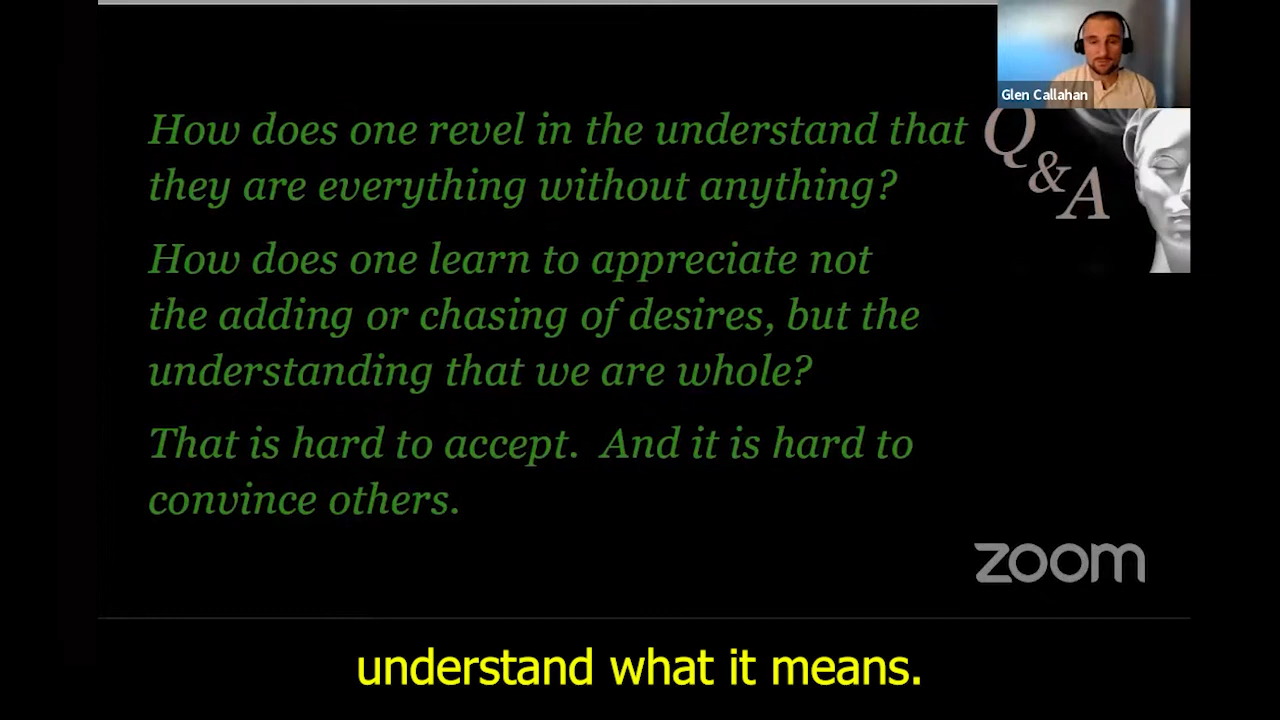 Glen Callahan
How does one revel in the understand that
they are everything without anything?
How does one learn to appreciate not
the adding or chasing of desires, but the
understanding that we are whole?
That is hard to accept.  And it is hard to
convince others.
Q
&
A
zoom
understand what it means.